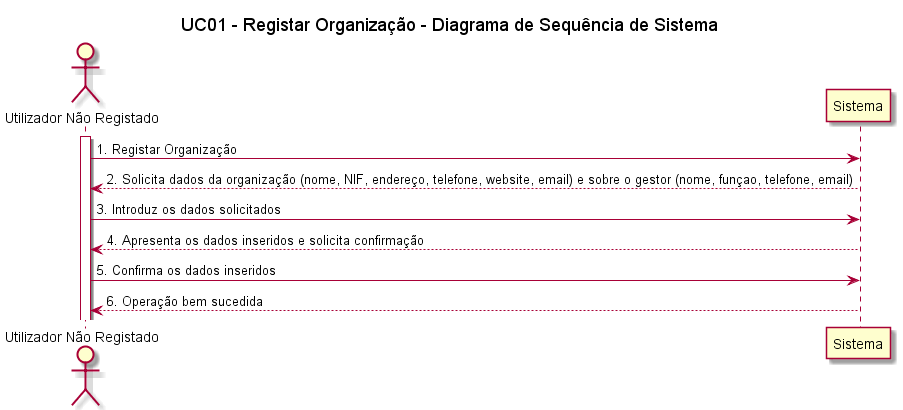 UC01 - Registar Organização - Diagrama de Sequência de Sistema
Utilizador Não Registado
Sistema
1. Registar Organização
2. Solicita dados da organização (nome, NIF, endereço, telefone, website, email) e sobre o gestor (nome, funçao, telefone, email)
3. Introduz os dados solicitados
4. Apresenta os dados inseridos e solicita confirmação
5. Confirma os dados inseridos
6. Operação bem sucedida
Utilizador Não Registado
Sistema